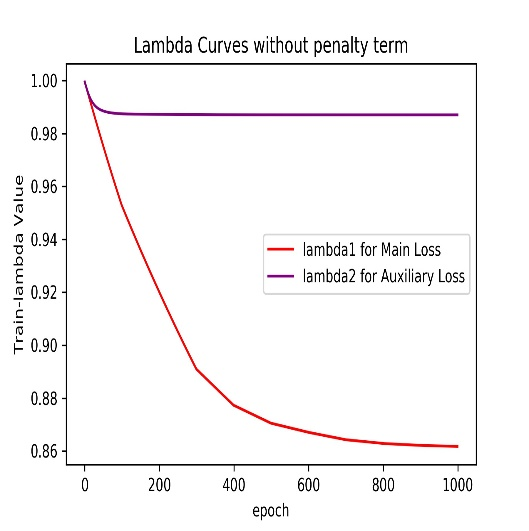 Lambda Curves without penalty term
1.00
0.98
0.96
0.94
0.92
0.90
0.88
0.86
Train-lambda Value
lambda1 for Main Loss
lambda2 for Auxiliary Loss
0 200 400 600 800 1000
epoch